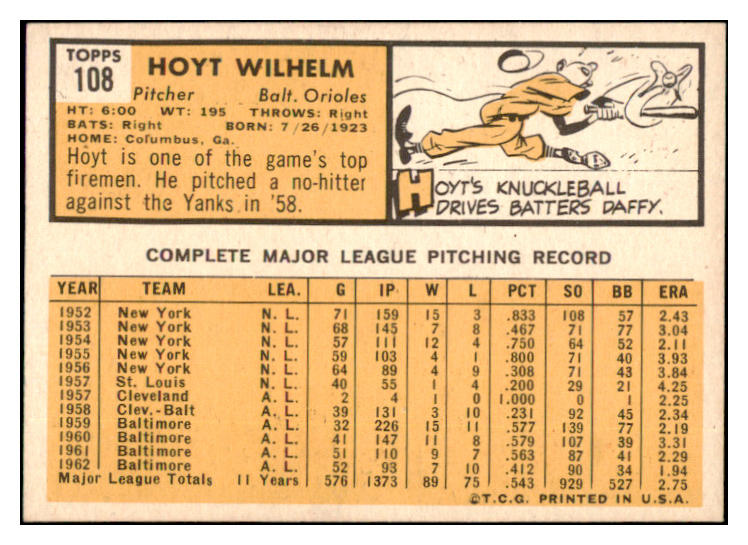 TOPPS
108
HOYT WILHELM
Pitcher Balt. Orioles
HT: 6:00 WT: 195 THROWS: Right
BATS: Right BORN: 7/26/1923
HOME: Columbus, Ga.
Hoyt is one of the game's top
firemen. He pitched a no-hitter
against the Yanks in '58.
HOYT'S KNUCKLEBALL
DRIVES BATTERS DAFFY.
COMPLETE MAJOR LEAGUE PITCHING RECORD
YEAR TEAM LEA. G IP W L PCT SO BB ERA
1952 New York N. L. 71 159 15 3 .833 108 57 2.43
1953 New York N. L. 68 145 7 8 .467 71 77 3.04
1954 New York N. L. 57 111 12 4 .750 64 52 2.11
1955 New York N. L. 59 103 4 1 .800 71 40 3.93
1956 New York N. L. 64 89 4 9 .308 71 43 3.84
1957 St. Louis N. L. 40 55 1 4 .200 29 21 4.25
1957 Cleveland A. L. 2 4 1 0 1.000 0 1 2.25
1958 Clev.-Balt A. L. 39 131 3 10 .231 92 45 2.34
1959 Baltimore A. L. 32 226 15 11 .577 139 77 2.19
1960 Baltimore A. L. 41 147 11 8 .579 107 39 3.31
1961 Baltimore A. L. 51 110 9 7 .563 87 41 2.29
1962 Baltimore A. L. 52 93 7 10 .412 90 34 1.94
Major League Totals 11 Years 576 1373 89 75 .543 929 527 2.75
©T.C.G. PRINTED IN U.S.A.